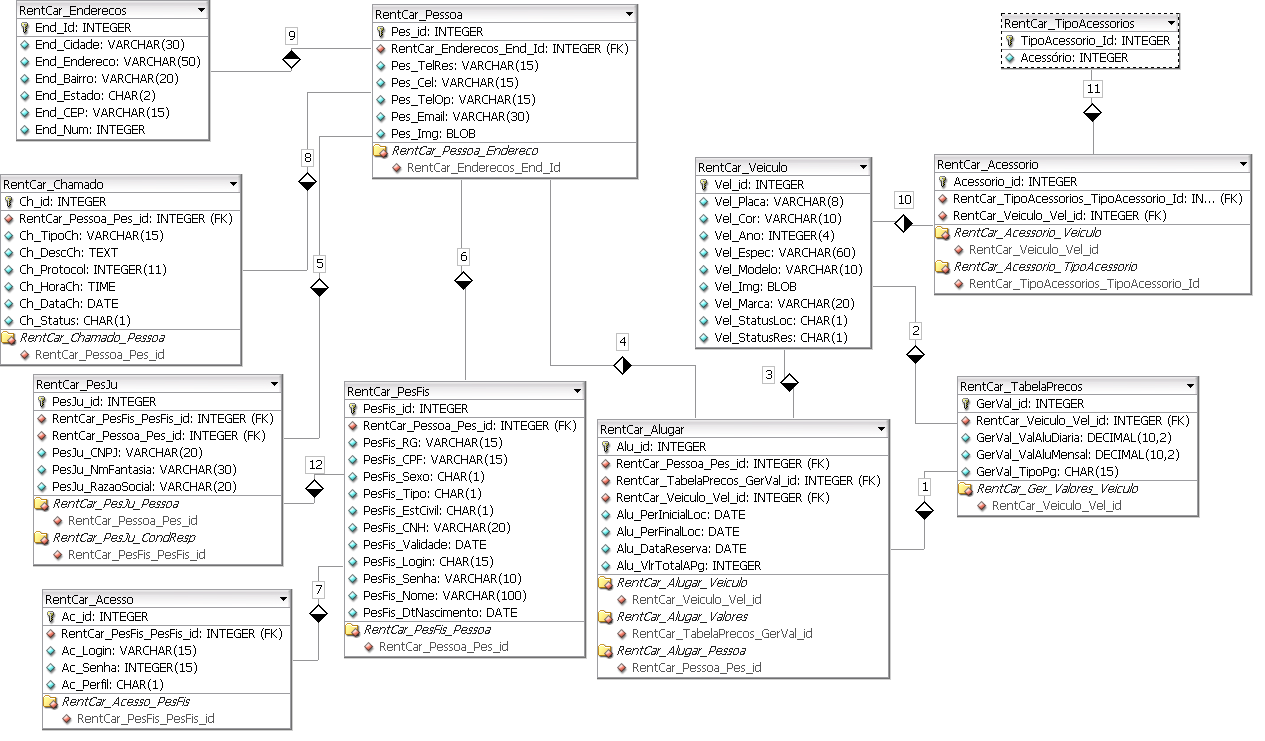 RentCar_Enderecos
End_Id: INTEGER
End_Cidade: VARCHAR(30)
End_Endereco: VARCHAR(50)
End_Bairro: VARCHAR(20)
End_Estado: CHAR(2)
End_CEP: VARCHAR(15)
End_Num: INTEGER
9
RentCar_Pessoa
Pes_id: INTEGER
RentCar_Enderecos_End_Id: INTEGER (FK)
Pes_TelRes: VARCHAR(15)
Pes_Cel: VARCHAR(15)
Pes_TelOp: VARCHAR(15)
Pes_Email: VARCHAR(30)
Pes_Img: BLOB
RentCar_Pessoa_Endereco
RentCar_Enderecos_End_Id
RentCar_TipoAcessorios
TipoAcessorio_Id: INTEGER
Acessório: INTEGER
11
8
RentCar_Chamado
Ch_id: INTEGER
RentCar_Pessoa_Pes_id: INTEGER (FK)
Ch_TipoCh: VARCHAR(15)
Ch_DescCh: TEXT
Ch_Protocol: INTEGER(11)
Ch_HoraCh: TIME
Ch_DataCh: DATE
Ch_Status: CHAR(1)
RentCar_Chamado_Pessoa
RentCar_Pessoa_Pes_id
5
6
RentCar_Veiculo
Vel_id: INTEGER
Vel_Placa: VARCHAR(8)
Vel_Cor: VARCHAR(10)
Vel_Ano: INTEGER(4)
Vel_Espec: VARCHAR(60)
Vel_Modelo: VARCHAR(10)
Vel_Img: BLOB
Vel_Marca: VARCHAR(20)
Vel_StatusLoc: CHAR(1)
Vel_StatusRes: CHAR(1)
10
RentCar_Acessorio
Acessorio_id: INTEGER
RentCar_TipoAcessorios_TipoAcessorio_Id: IN... (FK)
RentCar_Veiculo_Vel_id: INTEGER (FK)
RentCar_Acessorio_Veiculo
RentCar_Veiculo_Vel_id
RentCar_Acessorio_TipoAcessorio
RentCar_TipoAcessorios_TipoAcessorio_Id
2
4
3
RentCar_PesJu
PesJu_id: INTEGER
RentCar_PesFis_PesFis_id: INTEGER (FK)
RentCar_Pessoa_Pes_id: INTEGER (FK)
PesJu_CNPJ: VARCHAR(20)
PesJu_NmFantasia: VARCHAR(30)
PesJu_RazaoSocial: VARCHAR(20)
RentCar_PesJu_Pessoa
RentCar_Pessoa_Pes_id
RentCar_PesJu_CondResp
RentCar_PesFis_PesFis_id
12
RentCar_PesFis
PesFis_id: INTEGER
RentCar_Pessoa_Pes_id: INTEGER (FK)
PesFis_RG: VARCHAR(15)
PesFis_CPF: VARCHAR(15)
PesFis_Sexo: CHAR(1)
PesFis_Tipo: CHAR(1)
PesFis_EstCivil: CHAR(1)
PesFis_CNH: VARCHAR(20)
PesFis_Validade: DATE
PesFis_Login: CHAR(15)
PesFis_Senha: VARCHAR(10)
PesFis_Nome: VARCHAR(100)
PesFis_DtNascimento: DATE
RentCar_PesFis_Pessoa
RentCar_Pessoa_Pes_id
RentCar_Alugar
Alu_id: INTEGER
RentCar_Pessoa_Pes_id: INTEGER (FK)
RentCar_TabelaPrecos_GerVal_id: INTEGER (FK)
RentCar_Veiculo_Vel_id: INTEGER (FK)
Alu_PerInicialLoc: DATE
Alu_PerFinalLoc: DATE
Alu_DataReserva: DATE
Alu_VlrTotalAPg: INTEGER
RentCar_Alugar_Veiculo
RentCar_Veiculo_Vel_id
RentCar_Alugar_Valores
RentCar_TabelaPrecos_GerVal_id
RentCar_Alugar_Pessoa
RentCar_Pessoa_Pes_id
RentCar_TabelaPrecos
GerVal_id: INTEGER
RentCar_Veiculo_Vel_id: INTEGER (FK)
GerVal_ValAluDiaria: DECIMAL(10,2)
GerVal_ValAluMensal: DECIMAL(10,2)
GerVal_TipoPg: CHAR(15)
RentCar_Ger_Valores_Veiculo
RentCar_Veiculo_Vel_id
1
7
RentCar_Acesso
Ac_id: INTEGER
RentCar_PesFis_PesFis_id: INTEGER (FK)
Ac_Login: VARCHAR(15)
Ac_Senha: INTEGER(15)
Ac_Perfil: CHAR(1)
RentCar_Acesso_PesFis
RentCar_PesFis_PesFis_id